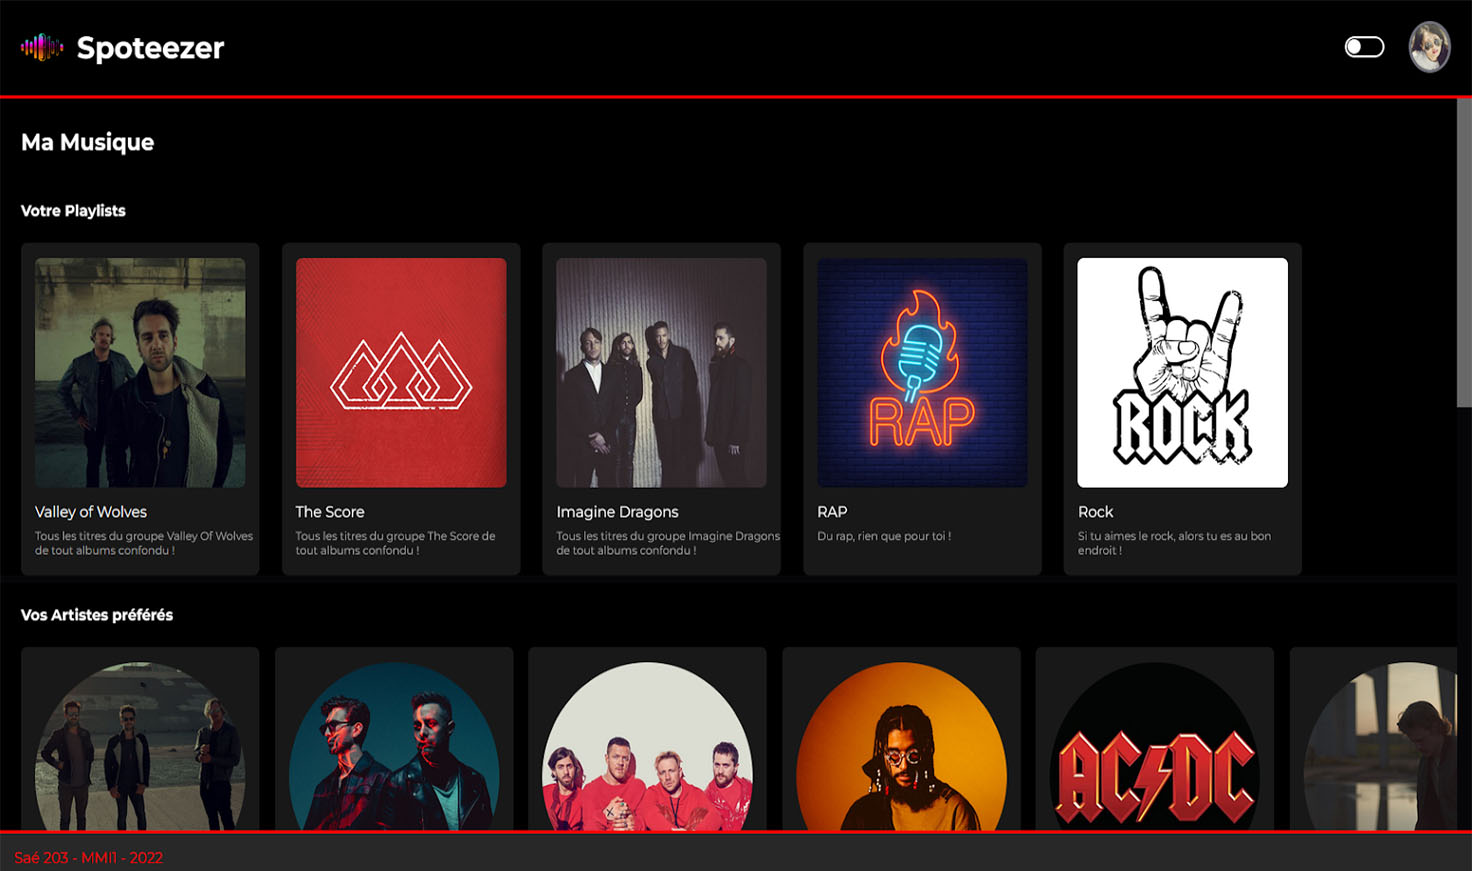 Spoteezer
Ma Musique
Votre Playlists
RAP
ROCK
Valley of Wolves
Tous les titres du groupe Valley Of Wolves
de tout albums confondu !
The Score
Tous les titres du groupe The Score de
tout albums confondu !
Imagine Dragons
Tous les titres du groupe Imagine Dragons
de tout albums confondu !
RAP
Du rap, rien que pour toi !
Rock
Si tu aimes le rock, alors tu es au bon
endroit !
Vos Artistes préférés
AC DC
Saé 203 - MMI1 - 2022